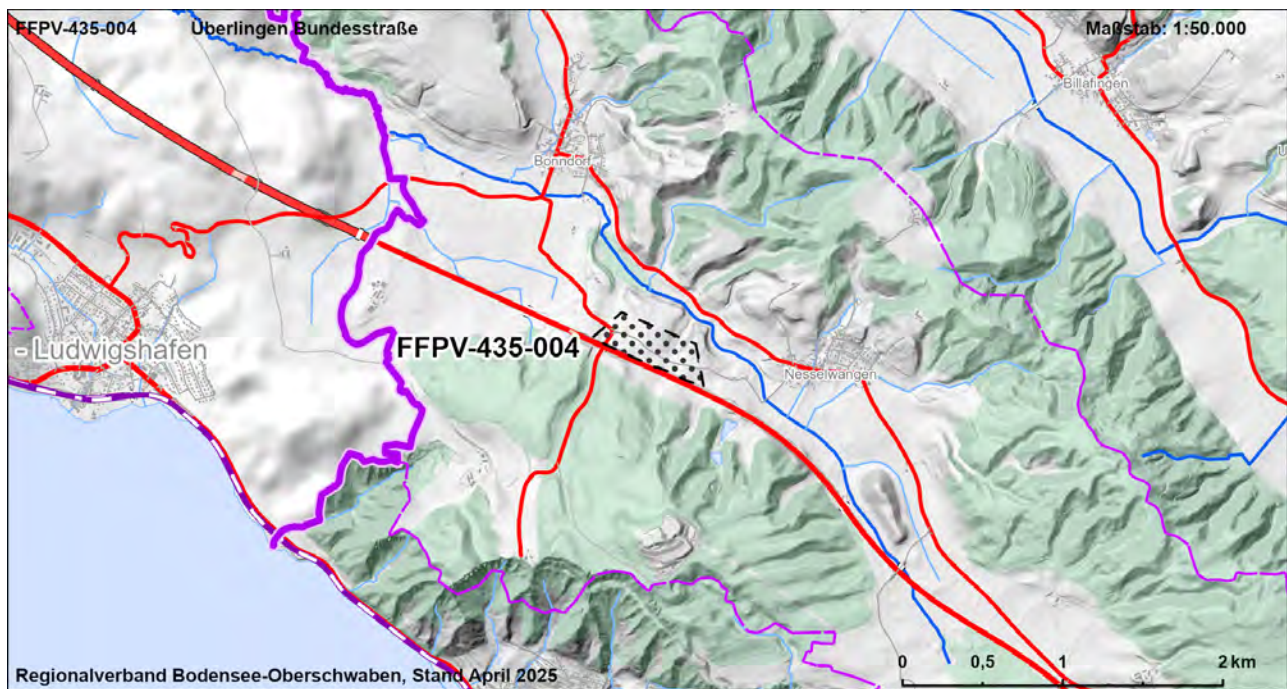 FFPV-435-004 Überlingen Bundesstraße Maßstab: 1:50.000
Billafingen
Bonndorf
U
- Ludwigshafen
FFPV-435-004
Nesselwangen
Regionalverband Bodensee-Oberschwaben, Stand April 2025
0 0,5 1 2 km